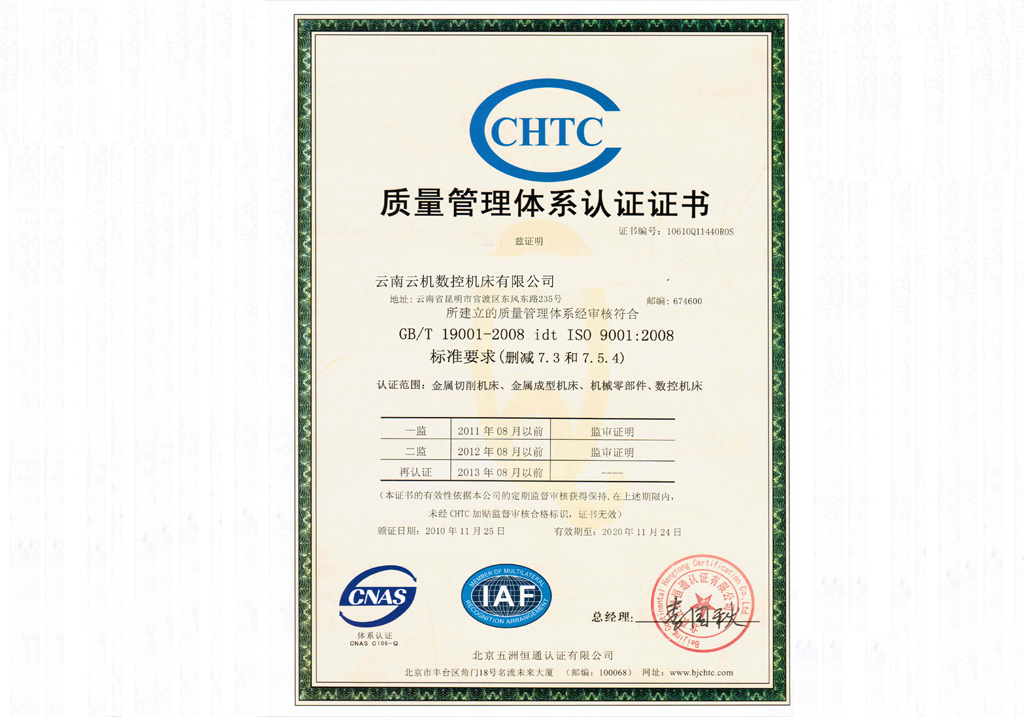 CHTC
质量管理体系认证证书
证书编号：10610Q11440R0S
兹证明
云南云机数控机床有限公司
地址：云南省昆明市官渡区东风东路235号 邮编：674600
所建立的质量管理体系经审核符合
GB/T 19001-2008 idt ISO 9001:2008
标准要求(删减 7.3 和 7.5.4)
认证范围：金属切削机床、金属成型机床、机械零部件、数控机床
一监 2011 年 08 月以前 监审证明
二监 2012 年 08 月以前 监审证明
再认证 2013 年 08 月以前 ----
（本证书的有效性依据本公司的定期监督审核获得保持,在上述期限内，
未经 CHTC 加贴监督审核合格标识，证书无效）
颁证日期：2010 年 11 月 25 日 有效期至：2020 年 11 月 24 日
CNAS
体系认证
CNAS C106-Q
MEMBER OF MULTILATERAL
IAF
RECOGNITION ARRANGEMENT
总经理:
Beijing Continental Hengtong Certification Co., Ltd.
北京五洲恒通认证有限公司
北京市丰台区角门18号名流未来大厦 （邮编：100068） 网址：www.bjchtc.com